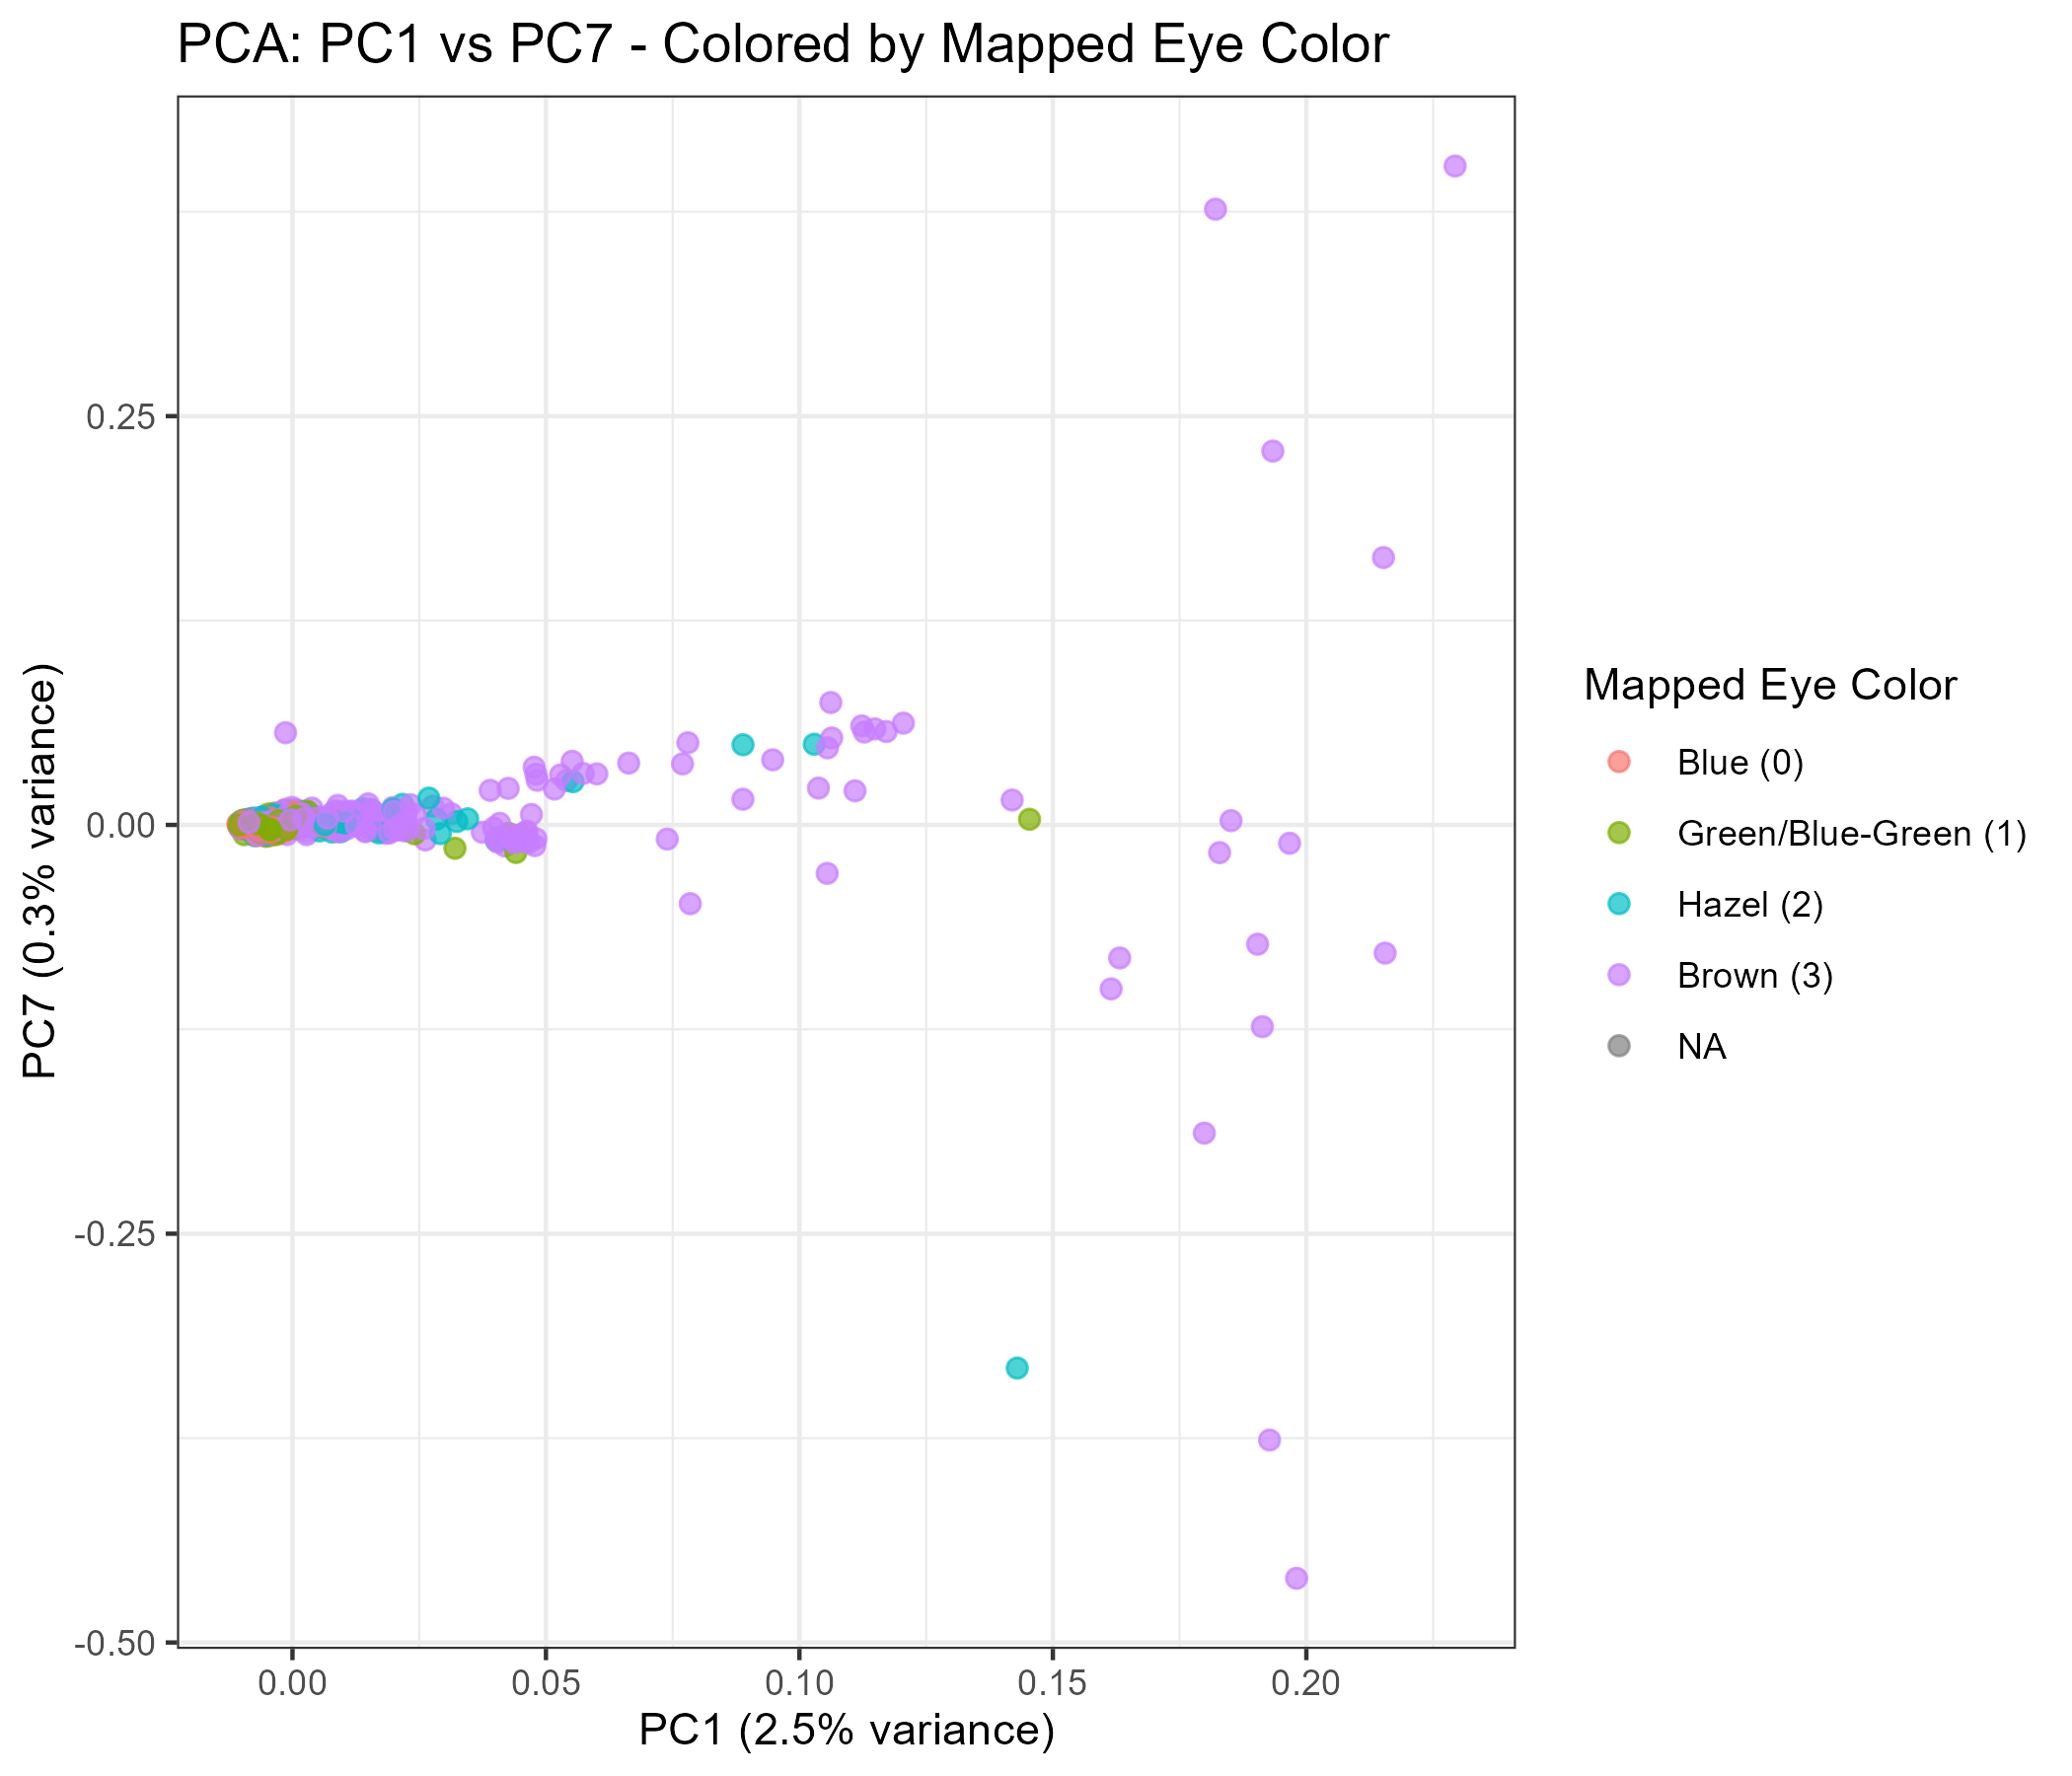 PCA: PC1 vs PC7 - Colored by Mapped Eye Color
PC7 (0.3% variance)
0.25
0.00
-0.25
-0.50
0.00
0.05
0.10
0.15
0.20
PC1 (2.5% variance)
Mapped Eye Color
Blue (0)
Green/Blue-Green (1)
Hazel (2)
Brown (3)
NA